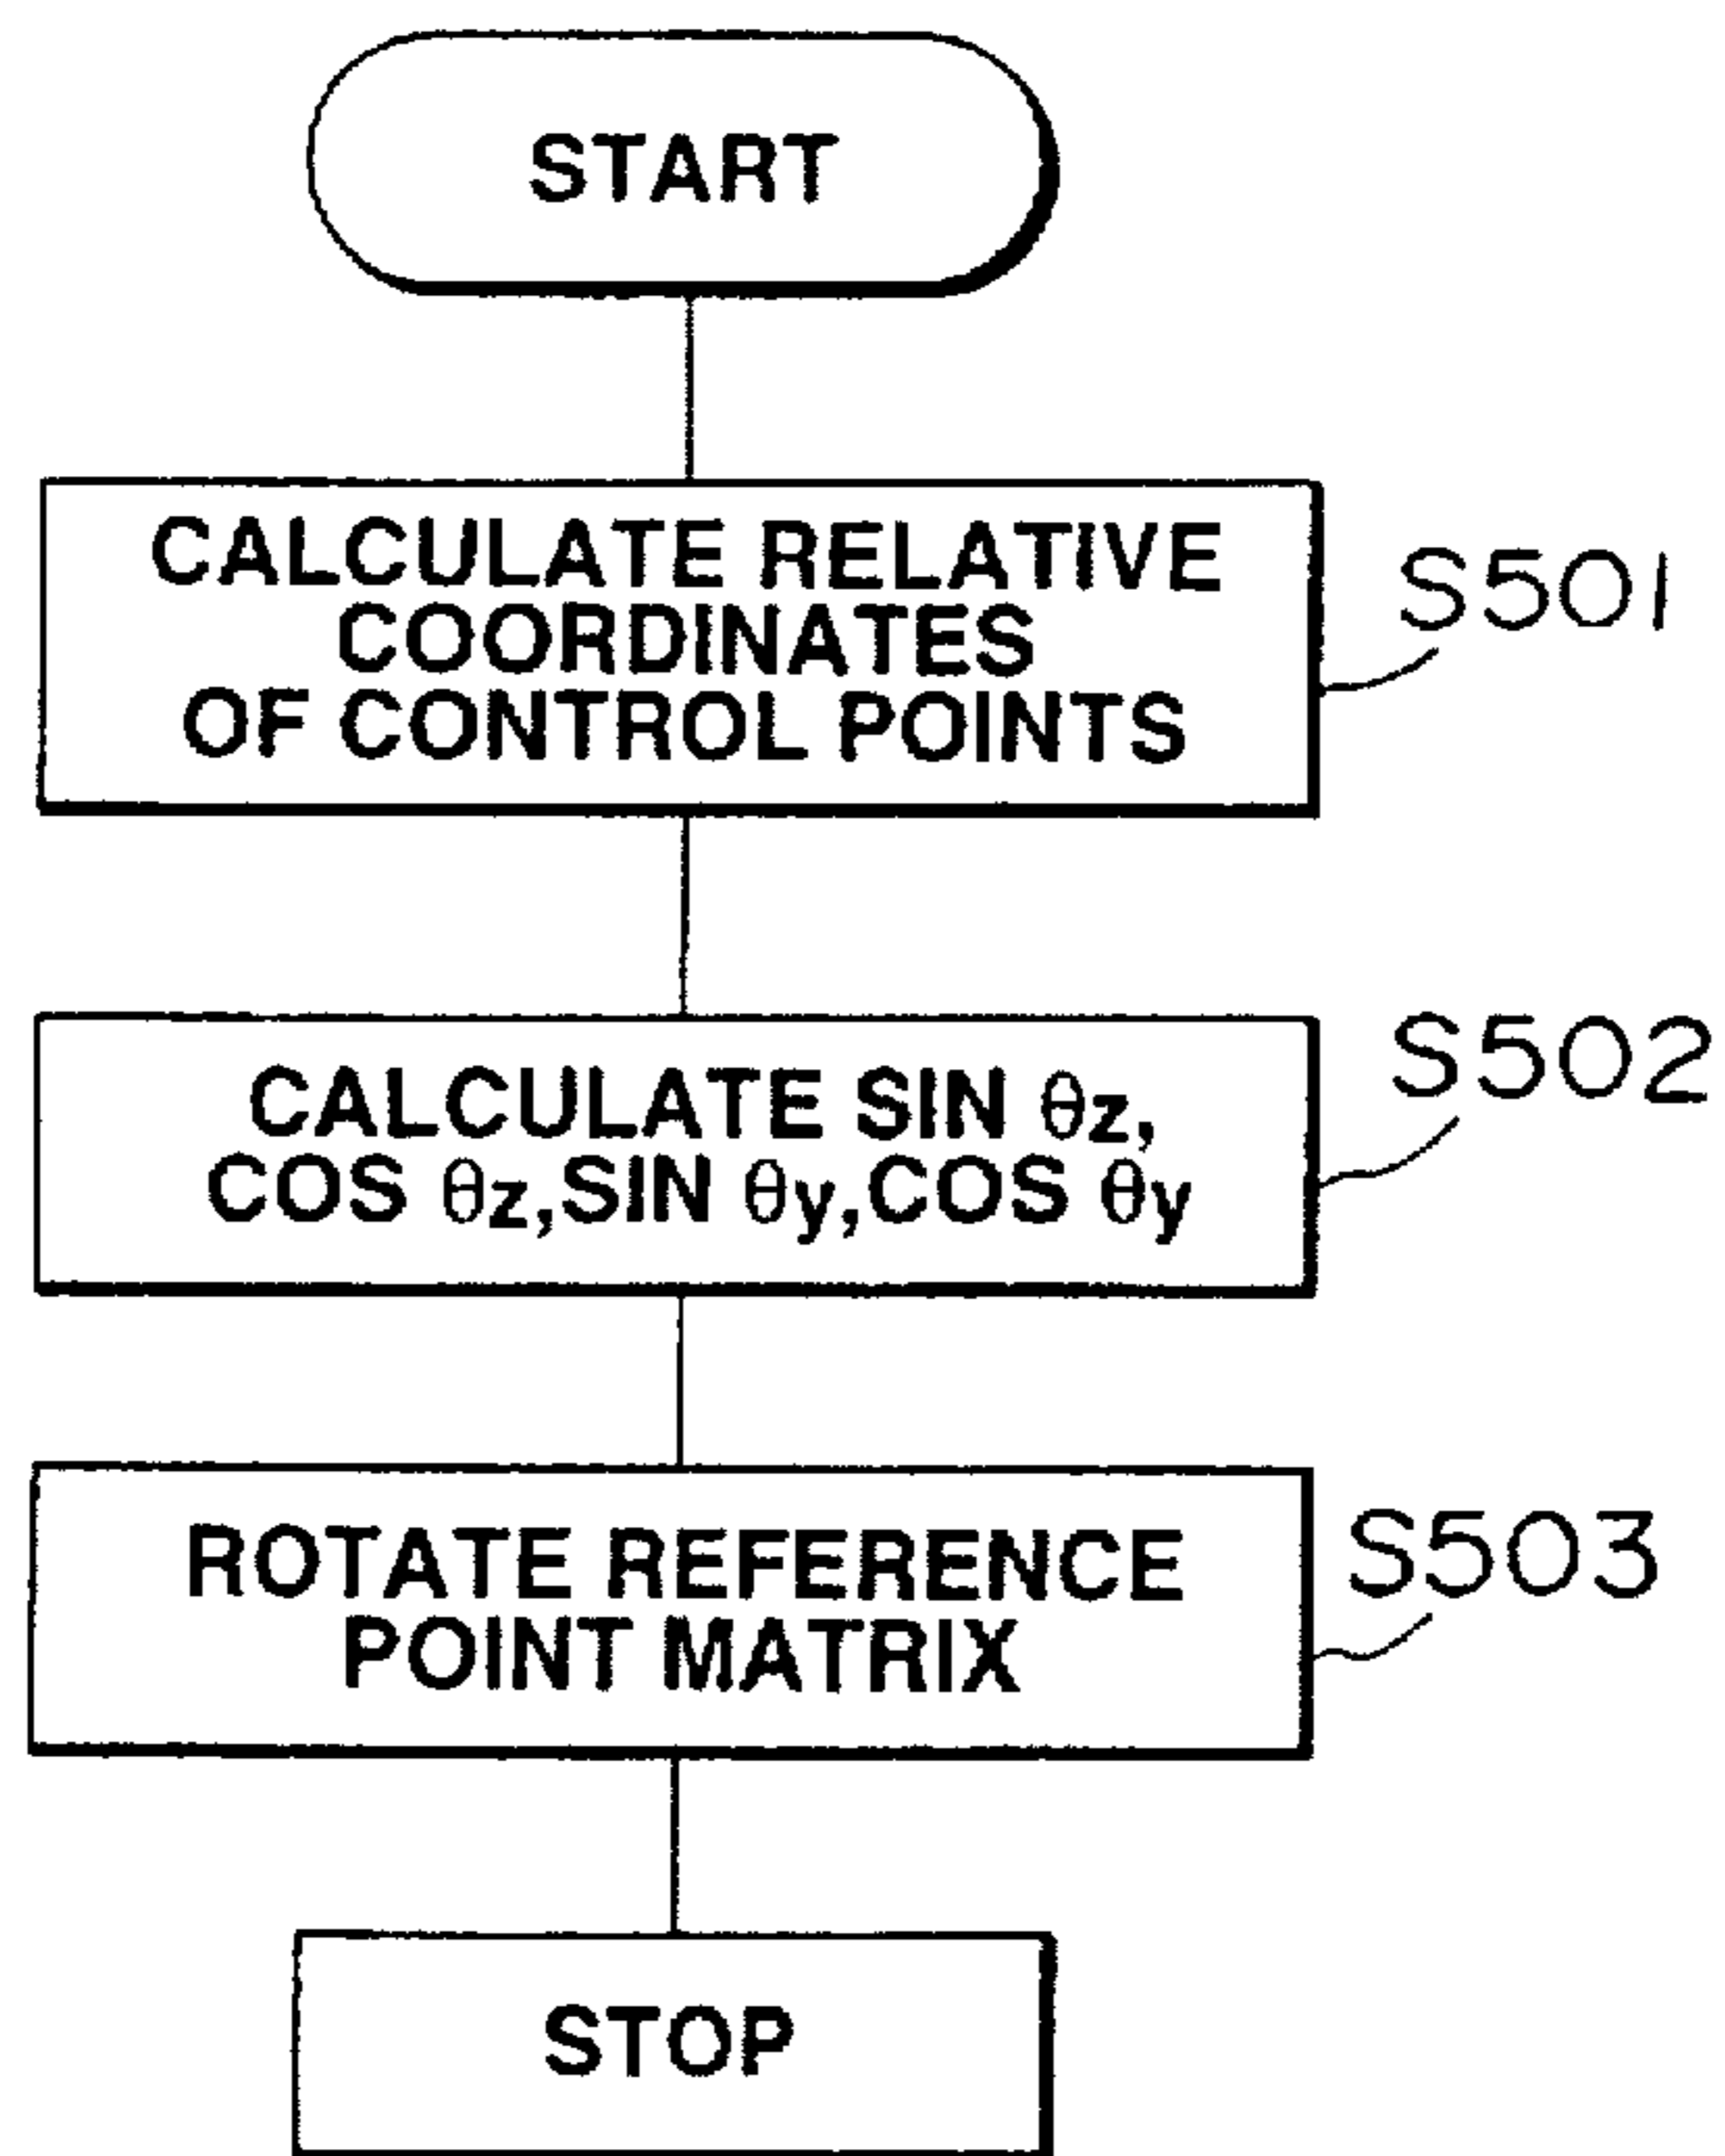 START
CALCULATE RELATIVE
COORDINATES
OF CONTROL POINTS
S501
CALCULATE SIN θz,
COS θz,SIN θy,COS θy
S502
ROTATE REFERENCE
POINT MATRIX
S503
STOP